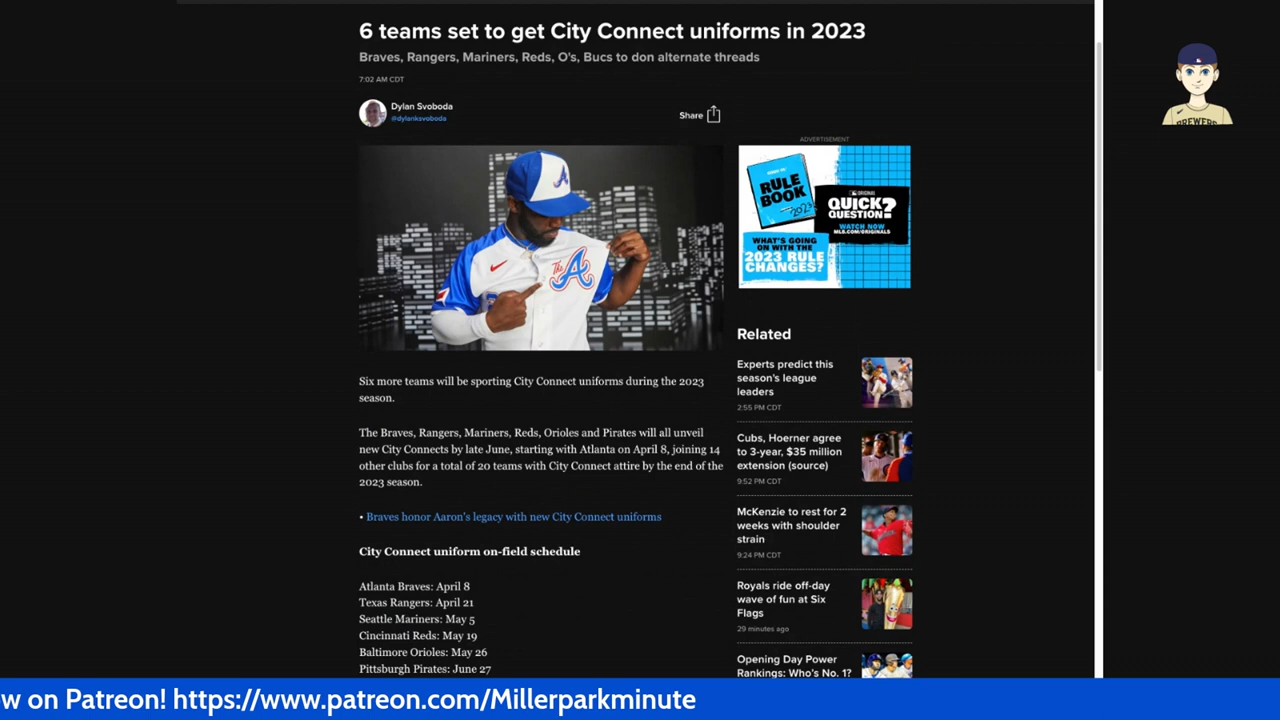 6 teams set to get City Connect uniforms in 2023
Braves, Rangers, Mariners, Reds, O's, Bucs to don alternate threads
7:02 AM CDT
Dylan Svoboda
@dylanksvoboda
Share
ADVERTISEMENT
RULE
BOOK
2023
WHAT'S GOING
ON WITH THE
2023 RULE
CHANGES?
MLB ORIGINALS
QUICK
QUESTION?
WATCH NOW
MLB.COM/ORIGINALS
BREWERS
The A
A
Six more teams will be sporting City Connect uniforms during the 2023
season.
The Braves, Rangers, Mariners, Reds, Orioles and Pirates will all unveil
new City Connects by late June, starting with Atlanta on April 8, joining 14
other clubs for a total of 20 teams with City Connect attire by the end of the
2023 season.
• Braves honor Aaron's legacy with new City Connect uniforms
City Connect uniform on-field schedule
Atlanta Braves: April 8
Texas Rangers: April 21
Seattle Mariners: May 5
Cincinnati Reds: May 19
Baltimore Orioles: May 26
Pittsburgh Pirates: June 27
Related
Experts predict this
season's league
leaders
2:55 PM CDT
Cubs, Hoerner agree
to 3-year, $35 million
extension (source)
9:52 PM CDT
McKenzie to rest for 2
weeks with shoulder
strain
9:24 PM CDT
Royals ride off-day
wave of fun at Six
Flags
29 minutes ago
Opening Day Power
Rankings: Who's No. 1?
w on Patreon! https://www.patreon.com/Millerparkminute